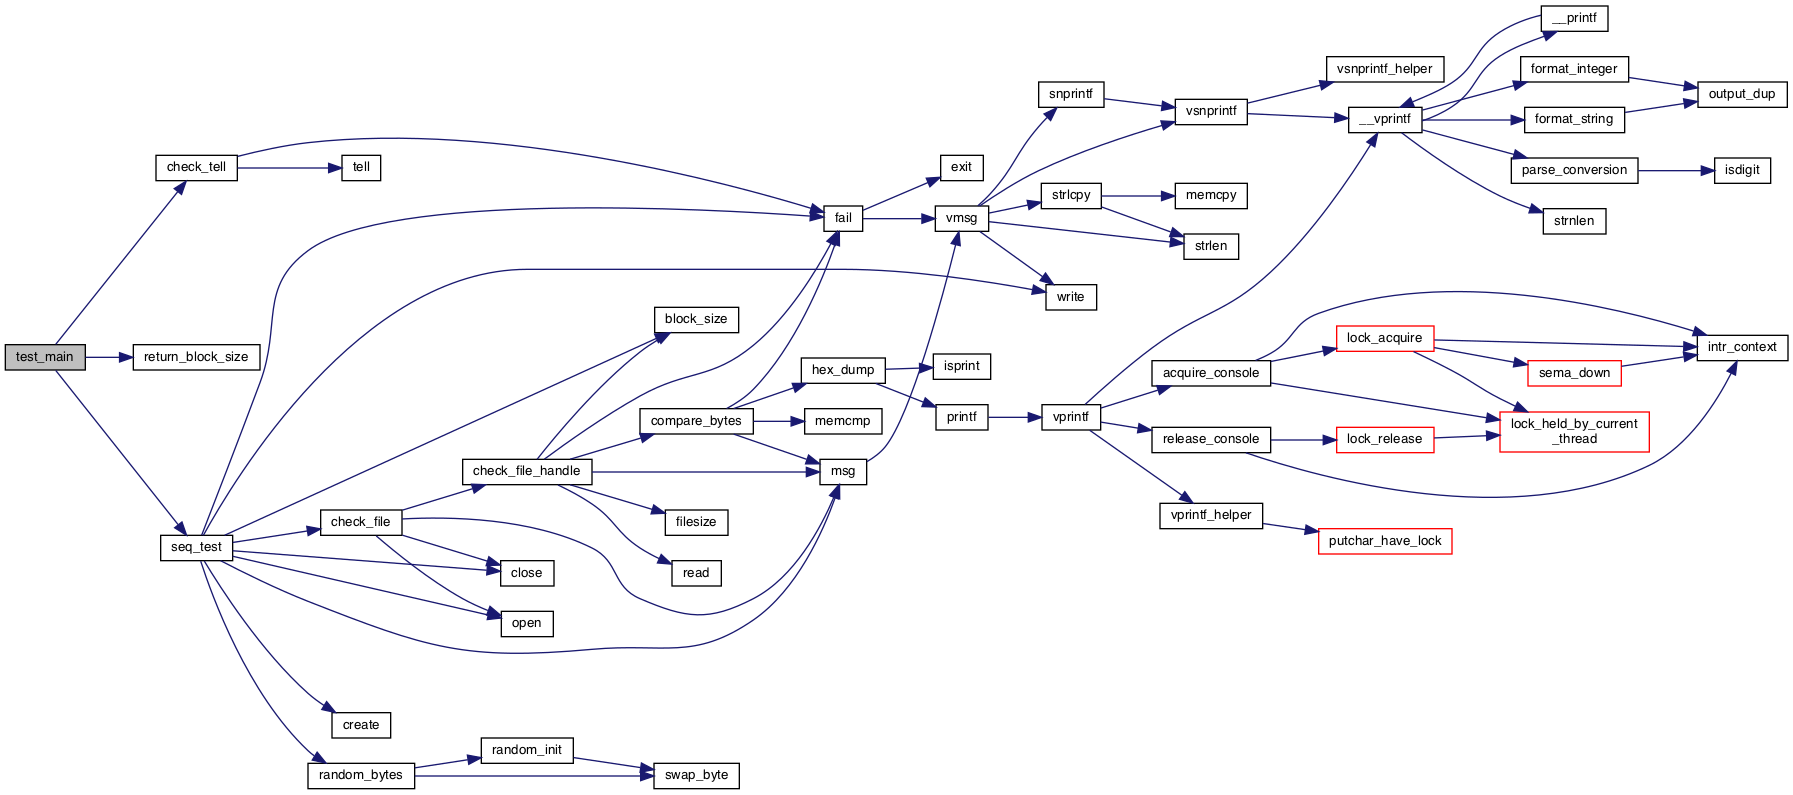 test_main
check_tell
return_block_size
seq_test
tell
check_file
create
random_bytes
check_file_handle
close
open
random_init
block_size
compare_bytes
filesize
read
swap_byte
fail
hex_dump
memcmp
msg
exit
vmsg
isprint
printf
snprintf
strlcpy
write
vprintf
vsnprintf
memcpy
strlen
acquire_console
release_console
vprintf_helper
vsnprintf_helper
__vprintf
lock_acquire
lock_release
putchar_have_lock
__printf
format_integer
format_string
parse_conversion
strnlen
sema_down
lock_held_by_current
_thread
output_dup
isdigit
intr_context